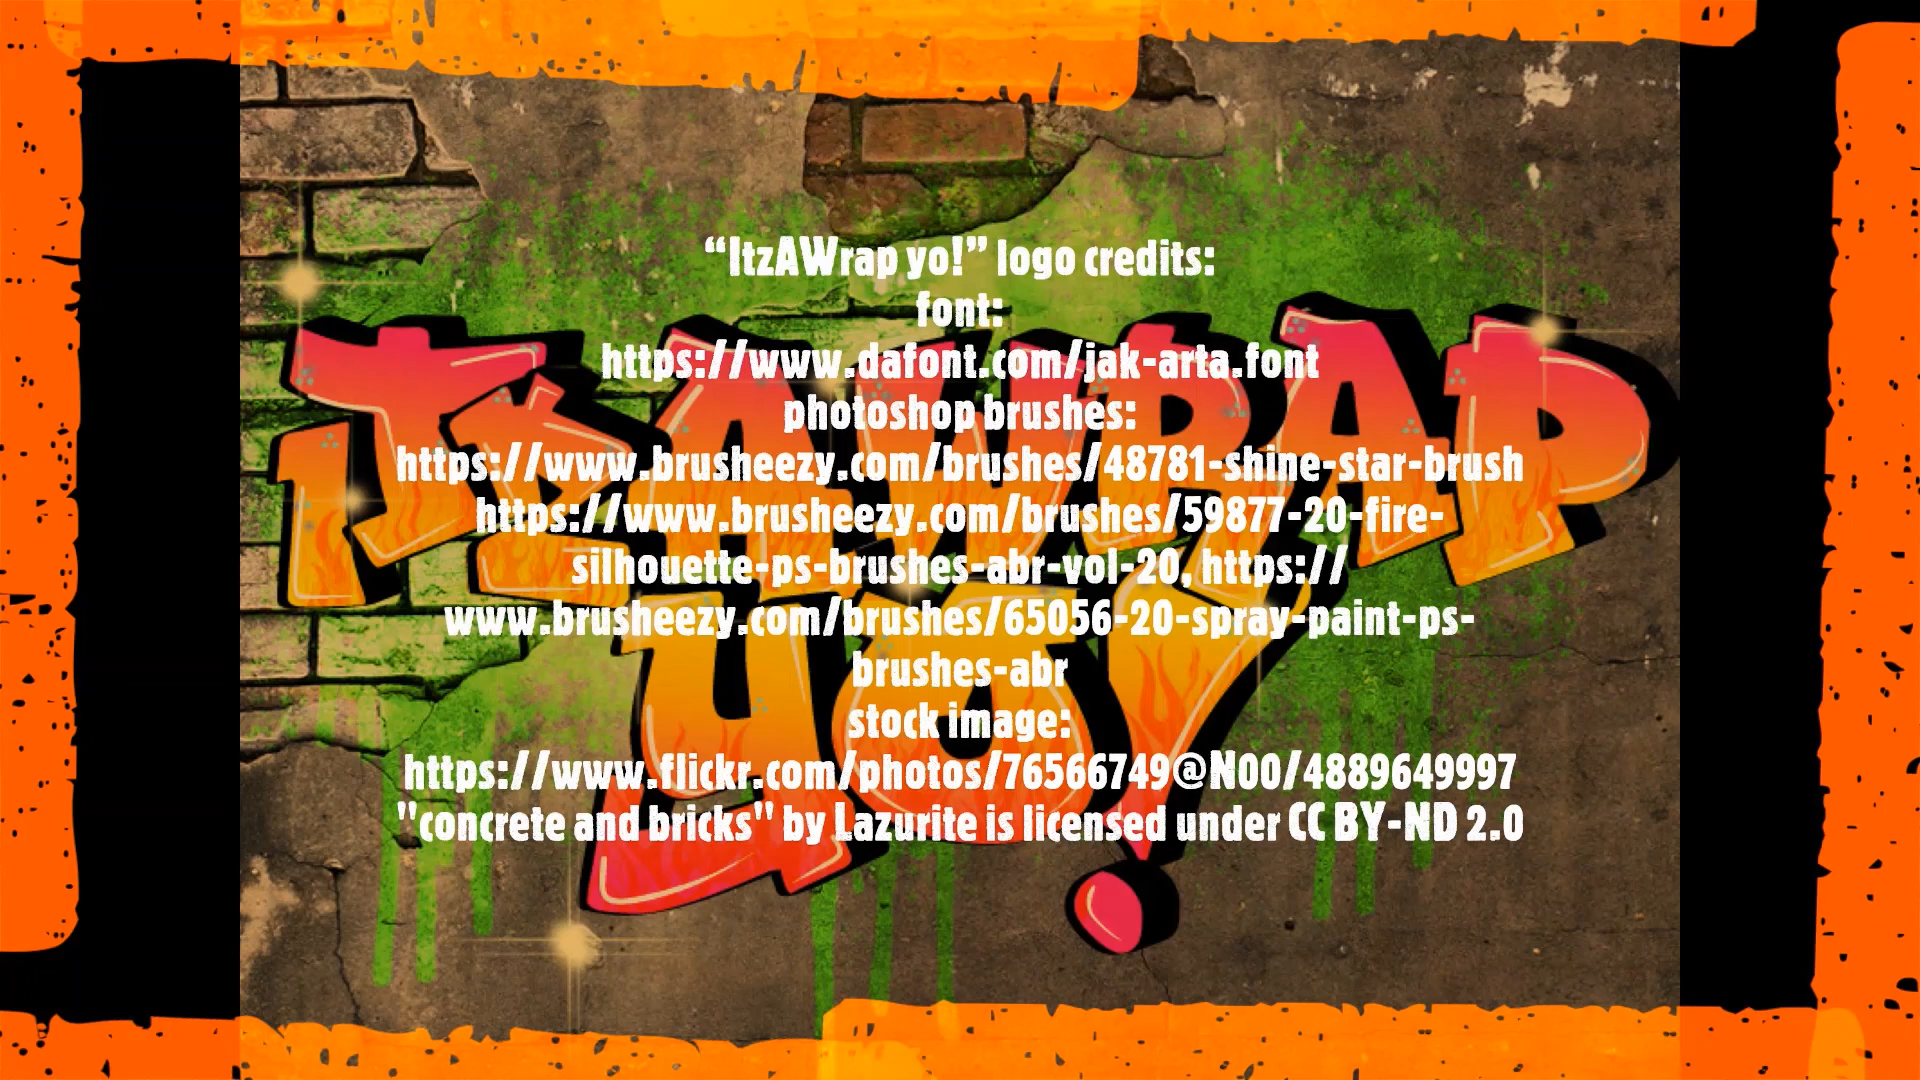 “ItzAWrap yo!” logo credits:
font:
https://www.dafont.com/jak-arta.font
photoshop brushes:
https://www.brusheezy.com/brushes/48781-shine-star-brush
https://www.brusheezy.com/brushes/59877-20-fire-
silhouette-ps-brushes-abr-vol-20, https://
www.brusheezy.com/brushes/65056-20-spray-paint-ps-
brushes-abr
stock image:
https://www.flickr.com/photos/76566749@N00/4889649997
"concrete and bricks" by Lazurite is licensed under CC BY-ND 2.0
ITZAWRAP
YO!